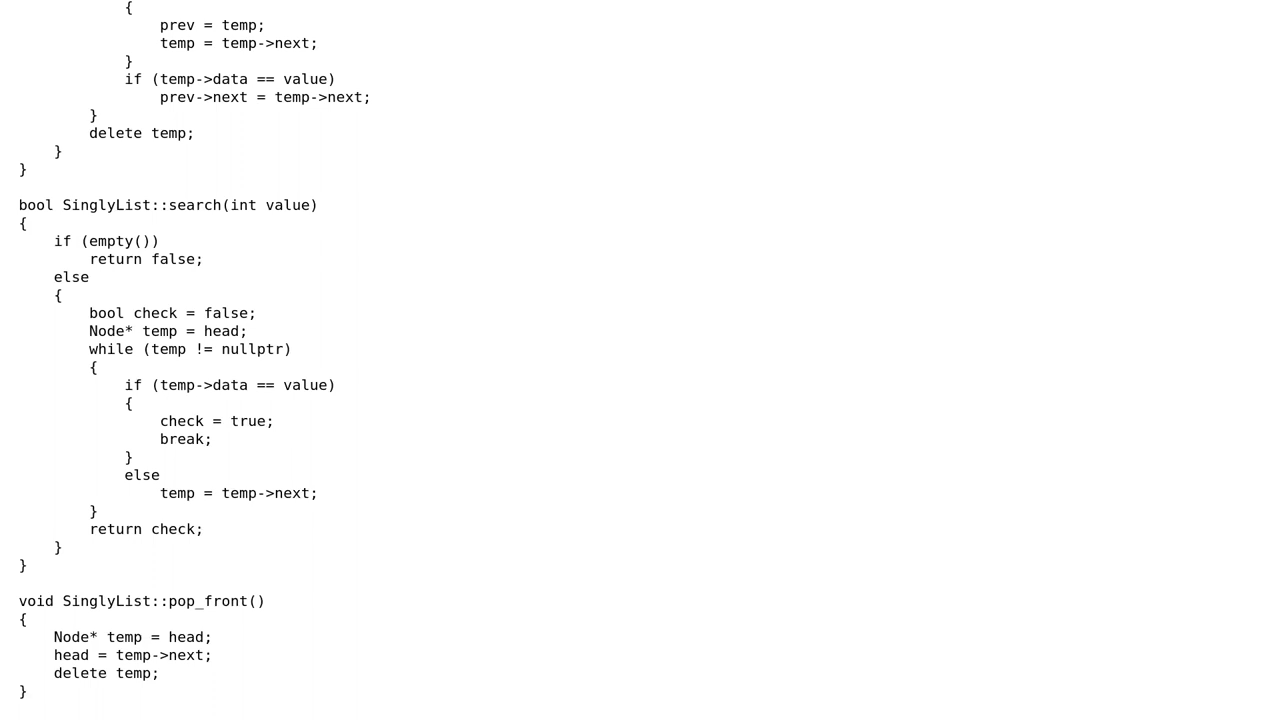 {
                prev = temp;
                temp = temp->next;
            }
            if (temp->data == value)
                prev->next = temp->next;
        }
        delete temp;
    }
}

bool SinglyList::search(int value)
{
    if (empty())
        return false;
    else
    {
        bool check = false;
        Node* temp = head;
        while (temp != nullptr)
        {
            if (temp->data == value)
            {
                check = true;
                break;
            }
            else
                temp = temp->next;
        }
        return check;
    }
}

void SinglyList::pop_front()
{
    Node* temp = head;
    head = temp->next;
    delete temp;
}